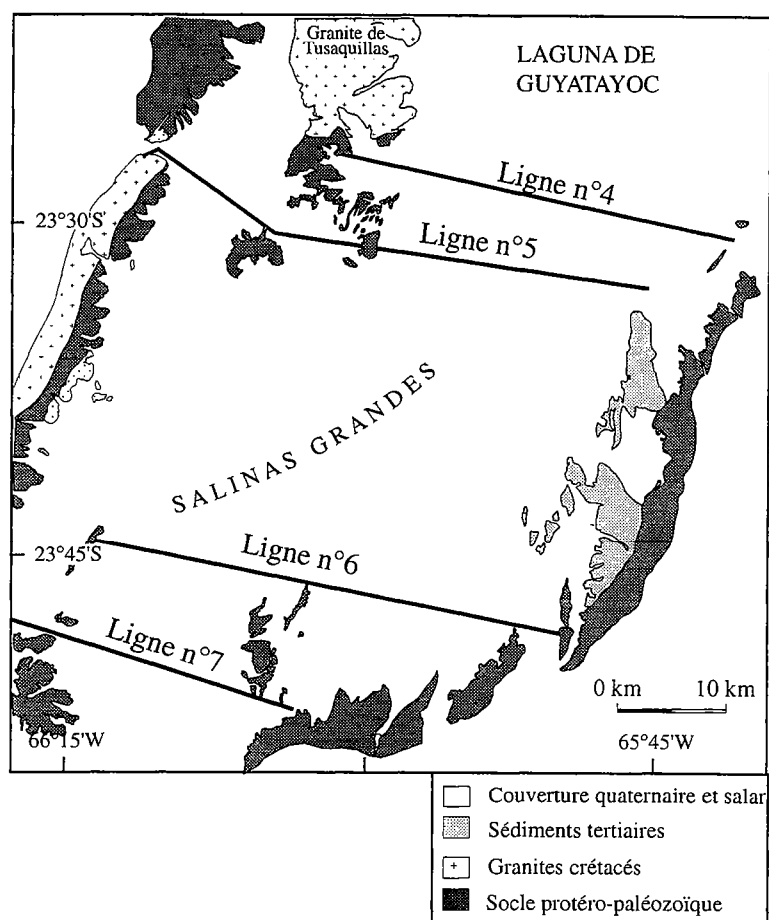 Granite de
Tusaquillas
LAGUNA DE
GUYATAYOC
Ligne n°4
23°30'S
Ligne n°5
SALINAS GRANDES
23°45'S
Ligne n°6
Ligne n°7
0 km 10 km
66°15'W
65°45'W
Couverture quaternaire et salar
Sédiments tertiaires
Granites crétacés
Socle protéro-paléozoïque